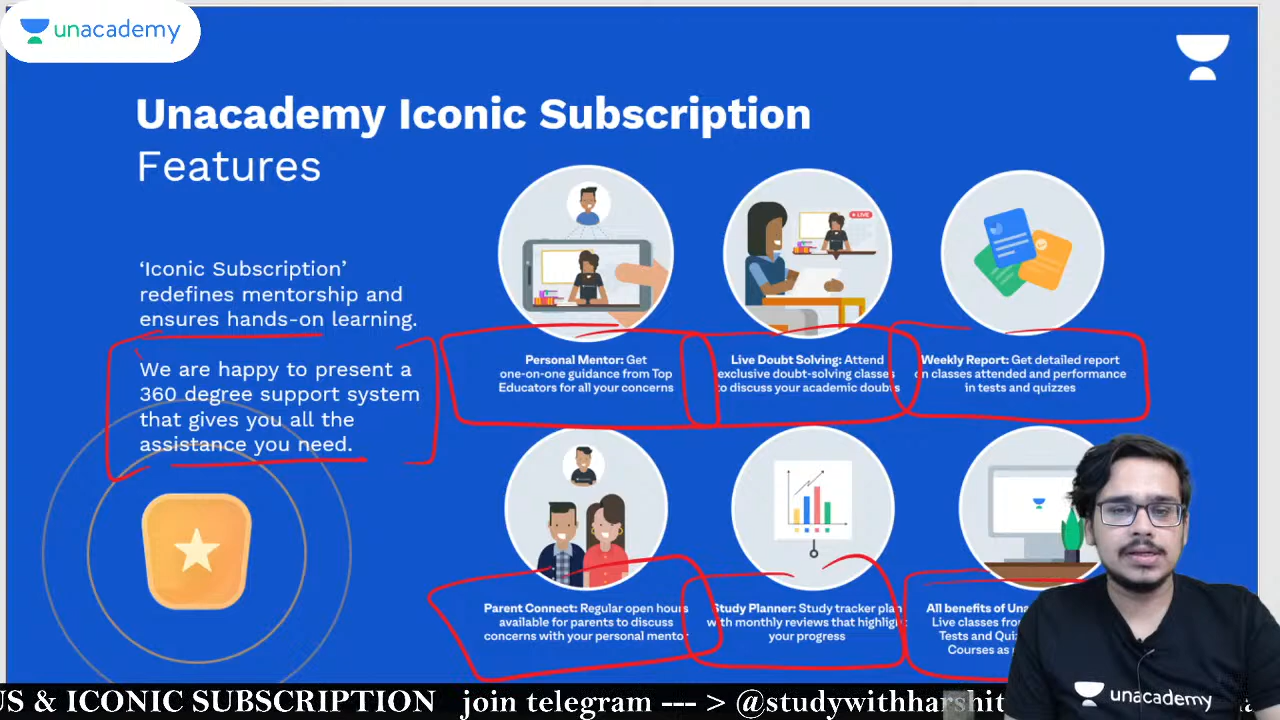 unacademy
Unacademy Iconic Subscription
Features
‘Iconic Subscription’
redefines mentorship and
ensures hands-on learning.
We are happy to present a
360 degree support system
that gives you all the
assistance you need.
LIVE
Personal Mentor: Get
one-on-one guidance from Top
Educators for all your concerns
Live Doubt Solving: Attend
exclusive doubt-solving classes
to discuss your academic doubts
Weekly Report: Get detailed report
on classes attended and performance
in tests and quizzes
Parent Connect: Regular open hours
available for parents to discuss
concerns with your personal mentor
Study Planner: Study tracker plan
with monthly reviews that highlight
your progress
All benefits of
Live classes
Tests and
Courses as
unacademy
US & ICONIC SUBSCRIPTION join telegram --- > @studywithharshit